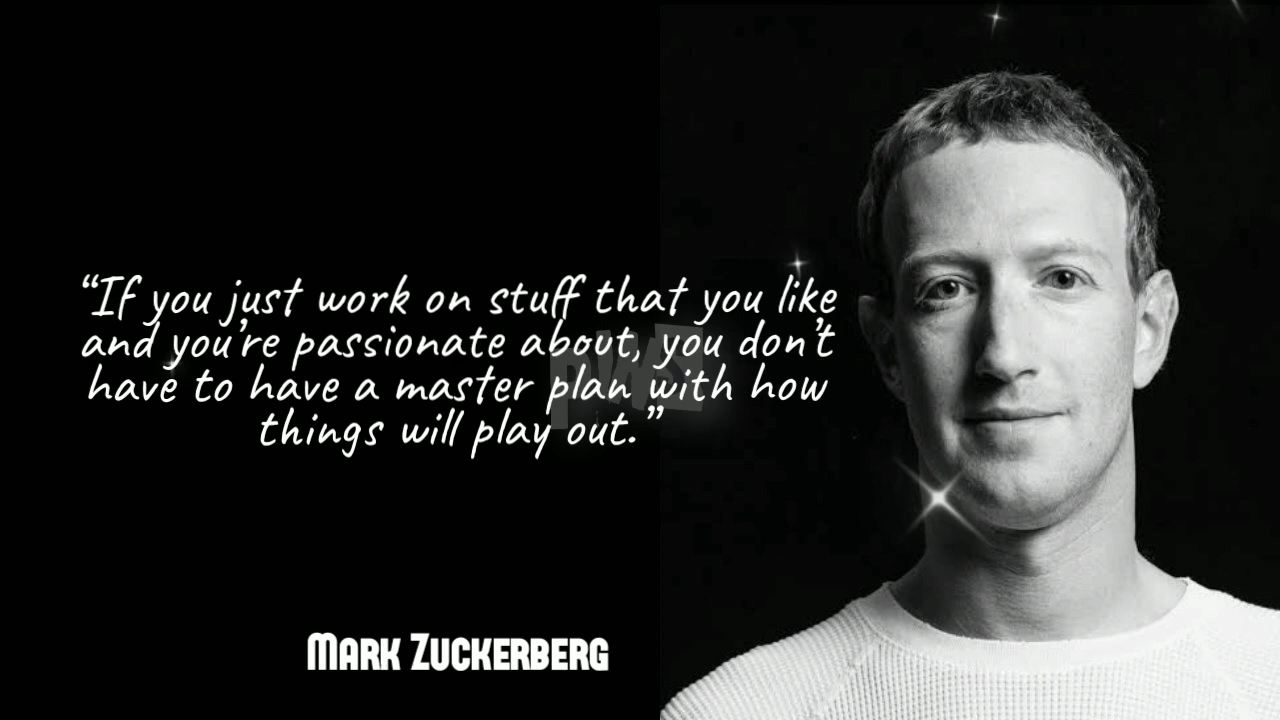 “If you just work on stuff that you like
and you're passionate about, you don't
have to have a master plan with how
things will play out.”
MARK ZUCKERBERG